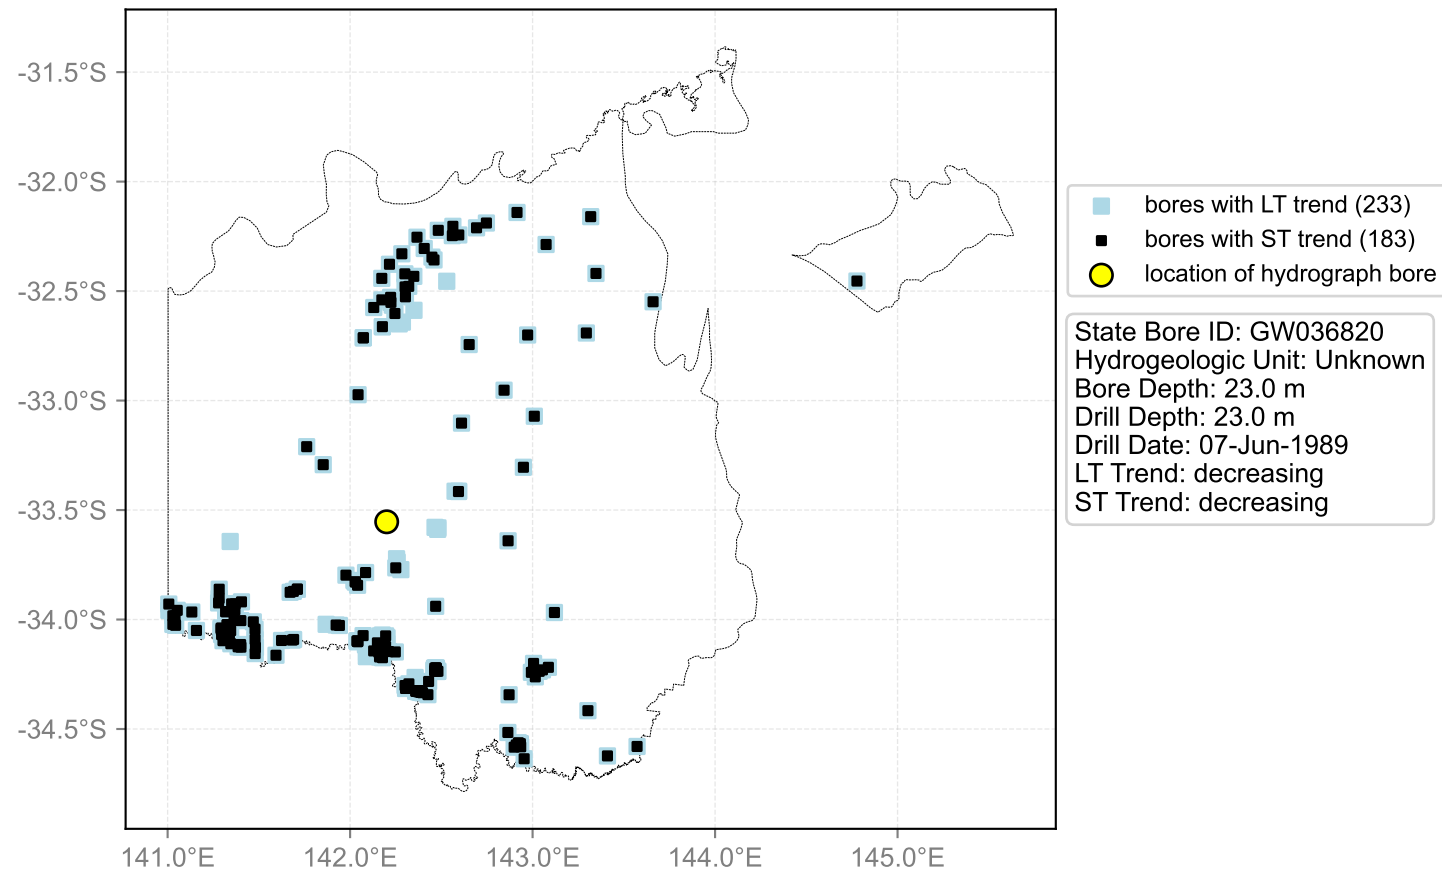 -31.5°S
-32.0°S
-32.5°S
-33.0°S
-33.5°S
-34.0°S
-34.5°S
141.0°E
142.0°E
143.0°E
144.0°E
145.0°E
bores with LT trend (233)
bores with ST trend (183)
location of hydrograph bore
State Bore ID: GW036820
Hydrogeologic Unit: Unknown
Bore Depth: 23.0 m
Drill Depth: 23.0 m
Drill Date: 07-Jun-1989
LT Trend: decreasing
ST Trend: decreasing